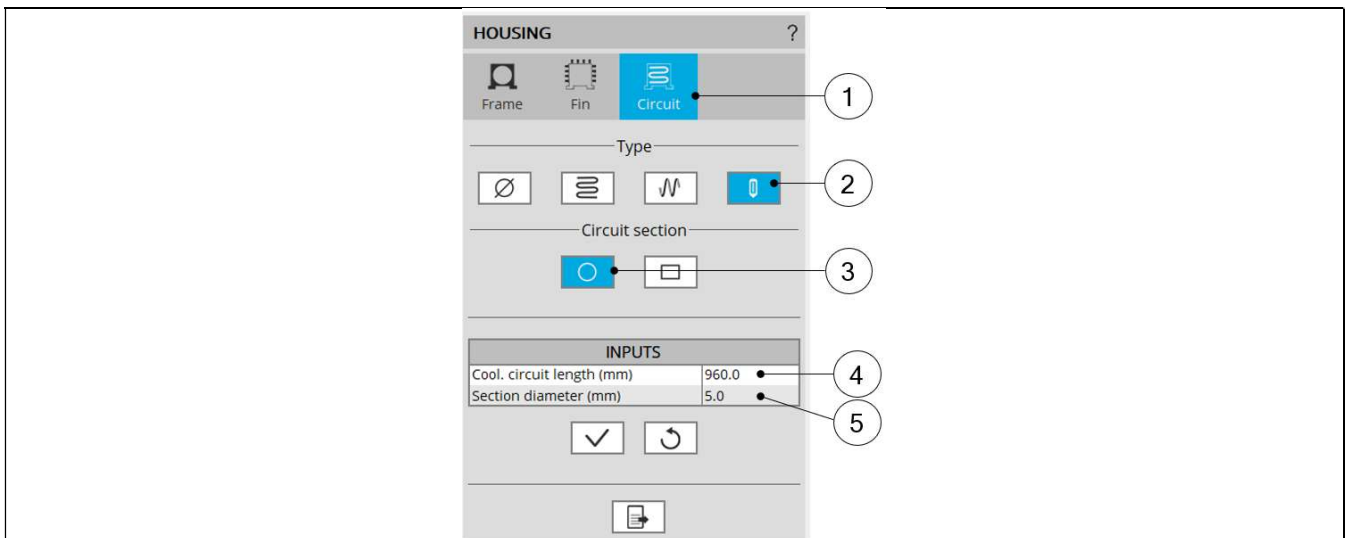 HOUSING ?
Frame Fin Circuit
1
Type
2
Circuit section
3
INPUTS
Cool. circuit length (mm) 960.0
4
Section diameter (mm) 5.0
5